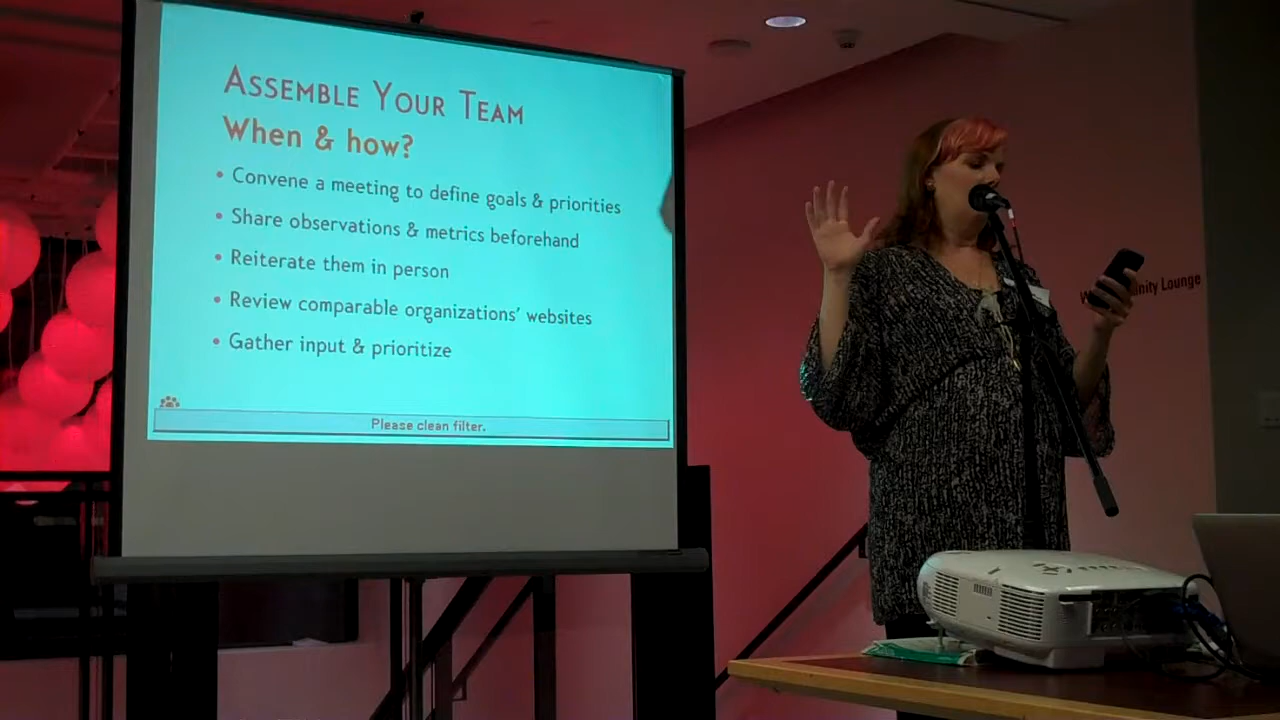 Assemble Your Team
When & how?
• Convene a meeting to define goals & priorities
• Share observations & metrics beforehand
• Reiterate them in person
• Review comparable organizations' websites
• Gather input & prioritize
Please clean filter.
Lounge